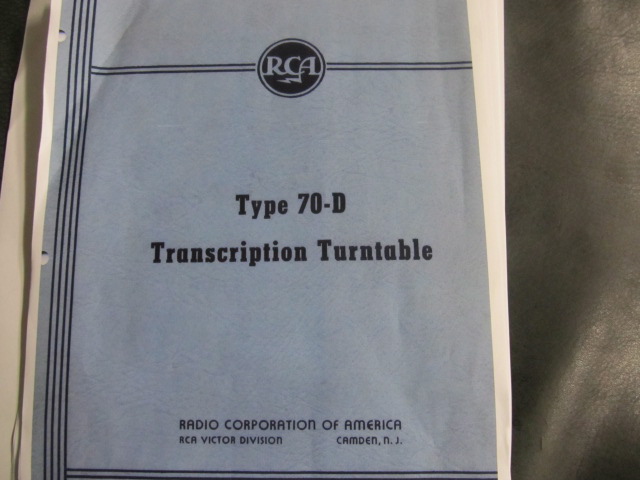 RCA
Type 70-D
Transcription Turntable
RADIO CORPORATION OF AMERICA
RCA VICTOR DIVISION CAMDEN, N. J.